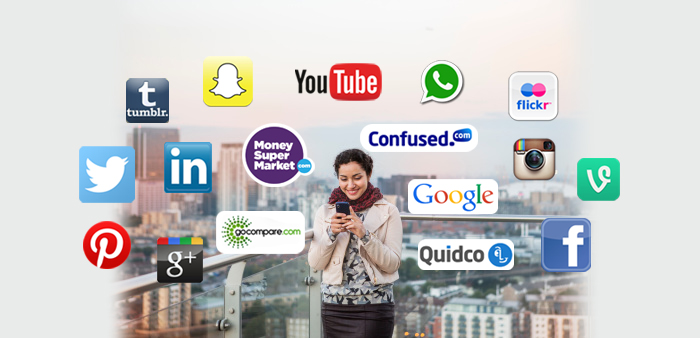 YouTube
tumblr.
flickr
Confused.com
Money
Super
Market.com
in
Google
gocompare.com
Quidco
g+
f